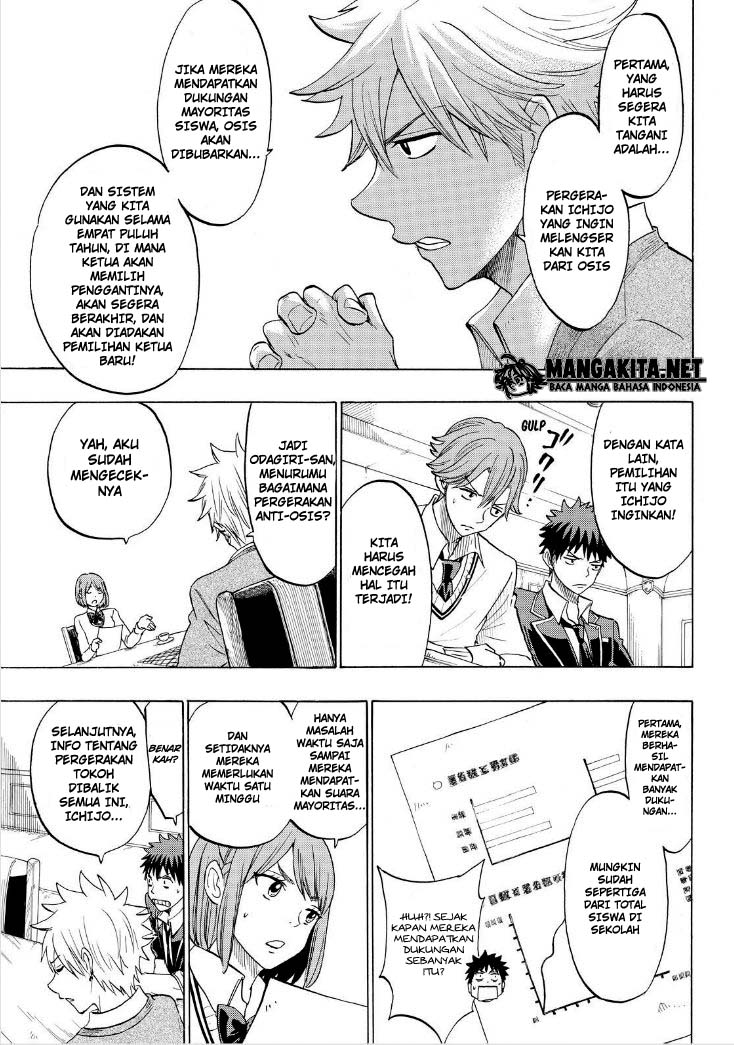 PERTAMA,
YANG
HARUS
SEGERA
KITA
TANGANI
ADALAH...
PERGERA-
KAN ICHIJO
YANG INGIN
MELENGSER
KAN KITA
DARI OSIS
JIKA MEREKA
MENDAPATKAN
DUKUNGAN
MAYORITAS
SISWA, OSIS
AKAN
DIBUBARKAN...
DAN SISTEM
YANG KITA
GUNAKAN SELAMA
EMPAT PULUH
TAHUN, DI MANA
KETUA AKAN
MEMILIH
PENGGANTINYA,
AKAN SEGERA
BERAKHIR, DAN
AKAN DIADAKAN
PEMILIHAN KETUA
BARU!
MANGAKITA.NET
BACA MANGA BAHASA INDONESIA
DENGAN KATA
LAIN,
PEMILIHAN
ITU YANG
ICHIJO
INGINKAN!
GULP
ゴ
KITA
HARUS
MENCEGAH
HAL ITU
TERJADI!
JADI
ODAGIRI-SAN,
MENURUMU
BAGAIMANA
PERGERAKAN
ANTI-OSIS?
YAH, AKU
SUDAH
MENGECEK-
NYA
PERTAMA,
MEREKA
BERHA-
SIL
MENDAPAT-
KAN
BANYAK
DUKU-
NGAN...
MUNGKIN
SUDAH
SEPERTIGA
DARI TOTAL
SISWA DI
SEKOLAH
HUH?! SEJAK
KAPAN MEREKA
MENDAPATKAN
DUKUNGAN
SEBANYAK
ITU?
HANYA
MASALAH
WAKTU SAJA
SAMPAI
MEREKA
MENDAPAT-
KAN SUARA
MAYORITAS...
DAN
SETIDAKNYA
MEREKA
MEMERLUKAN
WAKTU SATU
MINGGU
BENAR
KAH?
SELANJUTNYA,
INFO TENTANG
PERGERAKAN
TOKOH
DIBALIK
SEMUA INI,
ICHIJO...